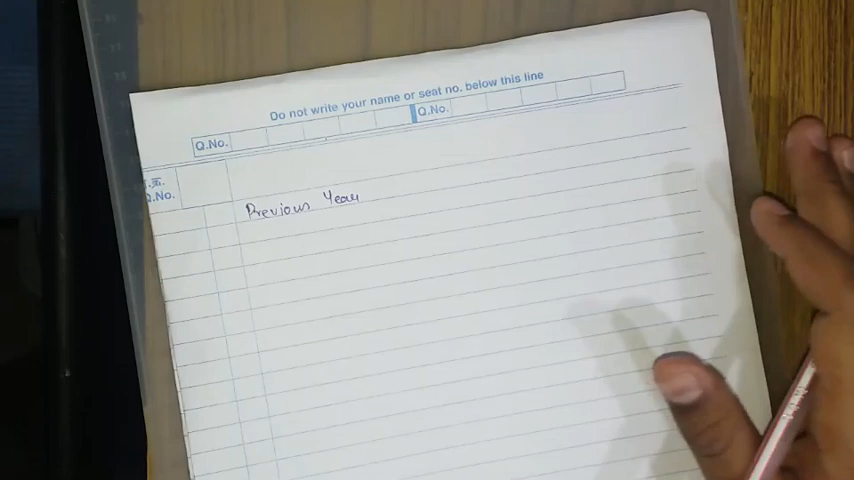 Do not write your name or seat no. below this line
Q.No. Q.No.
प्र.क्र.
Q.No.
Previous Year